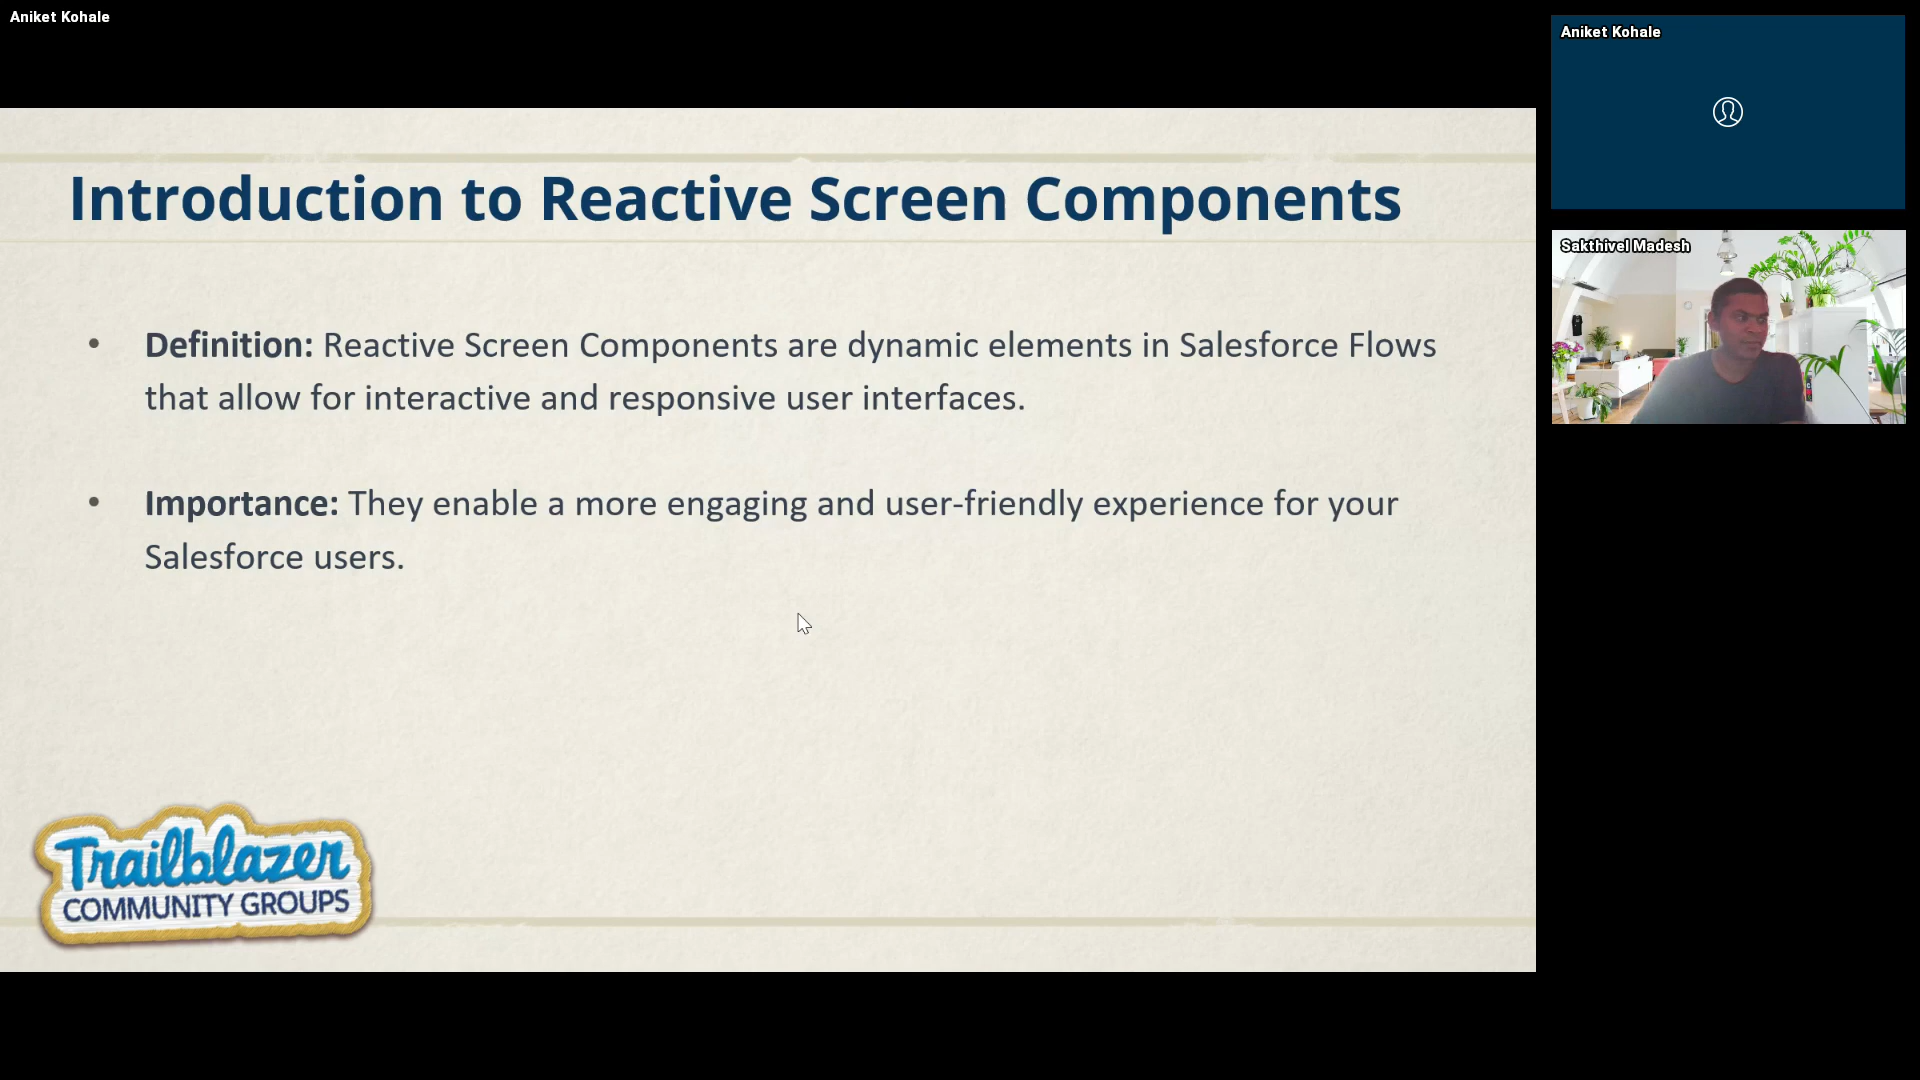 Aniket Kohale
Introduction to Reactive Screen Components
• Definition: Reactive Screen Components are dynamic elements in Salesforce Flows
that allow for interactive and responsive user interfaces.
• Importance: They enable a more engaging and user-friendly experience for your
Salesforce users.
Trailblazer
COMMUNITY GROUPS
Aniket Kohale
Sakthivel Madesh